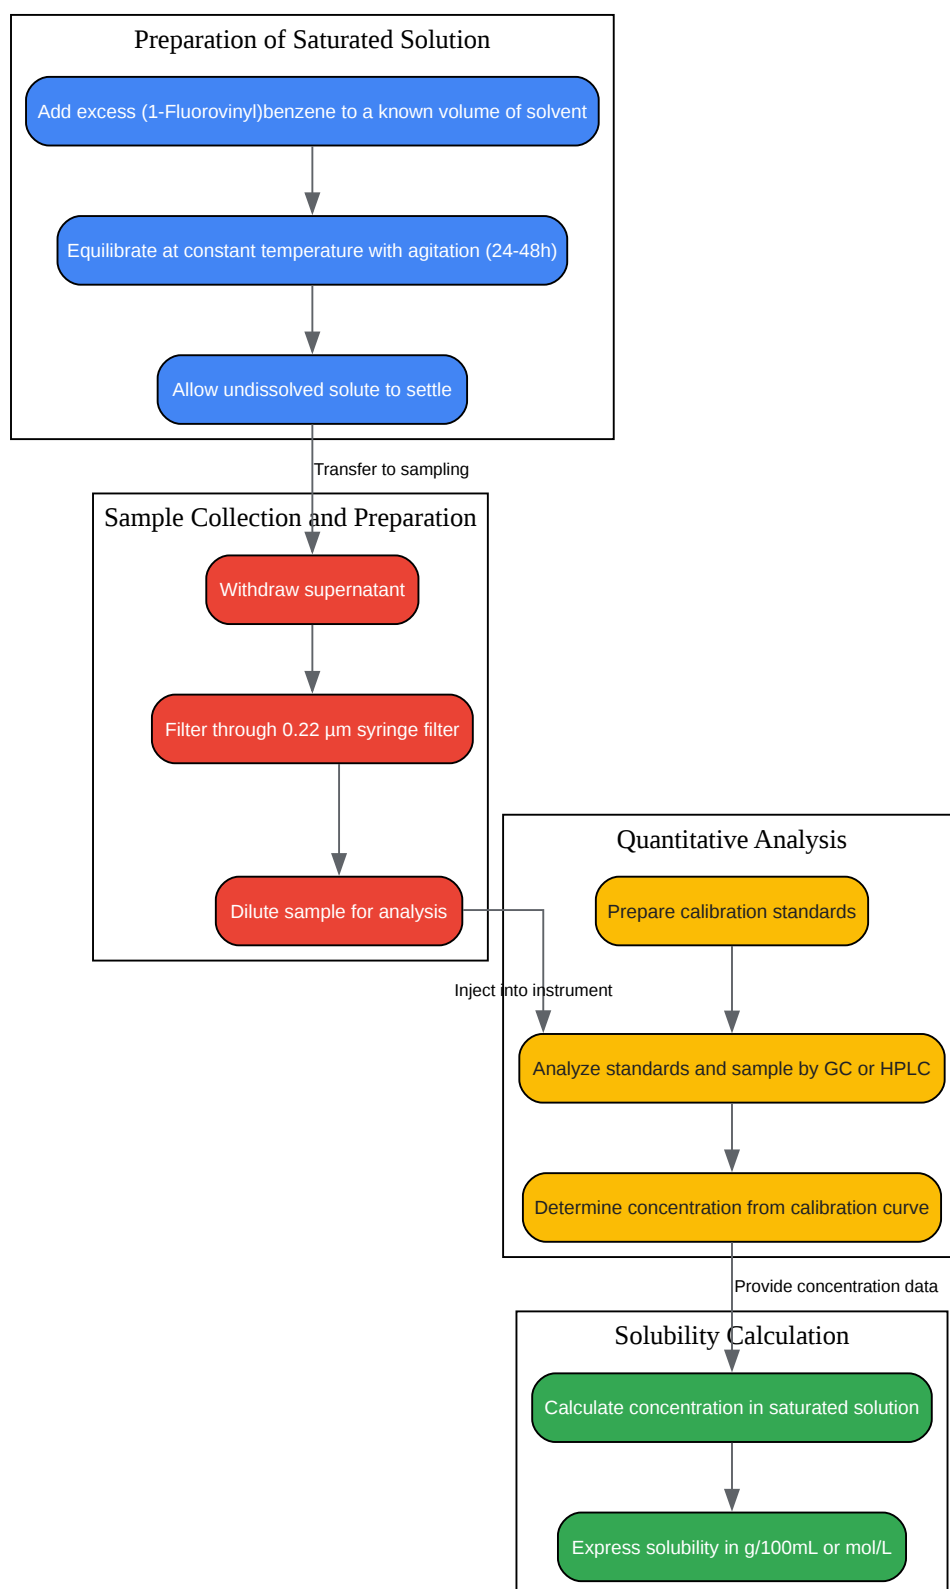 Preparation of Saturated Solution
Add excess (1-Fluorovinyl)benzene to a known volume of solvent
Equilibrate at constant temperature with agitation (24-48h)
Allow undissolved solute to settle
Transfer to sampling
Sample Collection and Preparation
Withdraw supernatant
Filter through 0.22 µm syringe filter
Dilute sample for analysis
Inject into instrument
Quantitative Analysis
Prepare calibration standards
Analyze standards and sample by GC or HPLC
Determine concentration from calibration curve
Provide concentration data
Solubility Calculation
Calculate concentration in saturated solution
Express solubility in g/100mL or mol/L